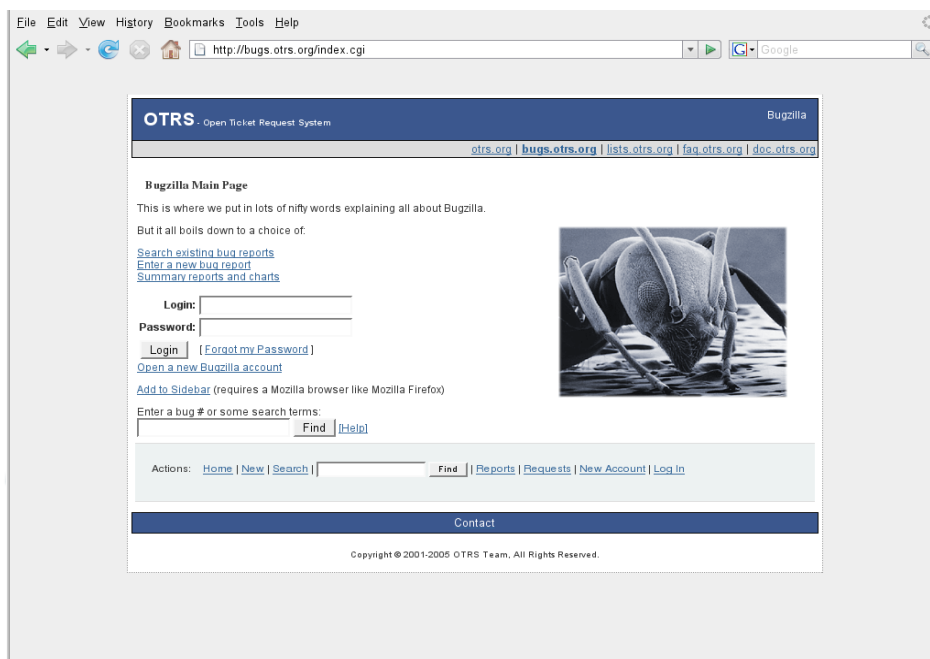 File Edit View History Bookmarks Tools Help
http://bugs.otrs.org/index.cgi
G Google
OTRS - Open Ticket Request System
Bugzilla
otrs.org | bugs.otrs.org | lists.otrs.org | faq.otrs.org | doc.otrs.org
Bugzilla Main Page
This is where we put in lots of nifty words explaining all about Bugzilla.
But it all boils down to a choice of:
Search existing bug reports
Enter a new bug report
Summary reports and charts
Login:
Password:
Login [ Forgot my Password ]
Open a new Bugzilla account
Add to Sidebar (requires a Mozilla browser like Mozilla Firefox)
Enter a bug # or some search terms:
Find [Help]
Actions: Home | New | Search | Find | Reports | Requests | New Account | Log In
Contact
Copyright © 2001-2005 OTRS Team, All Rights Reserved.